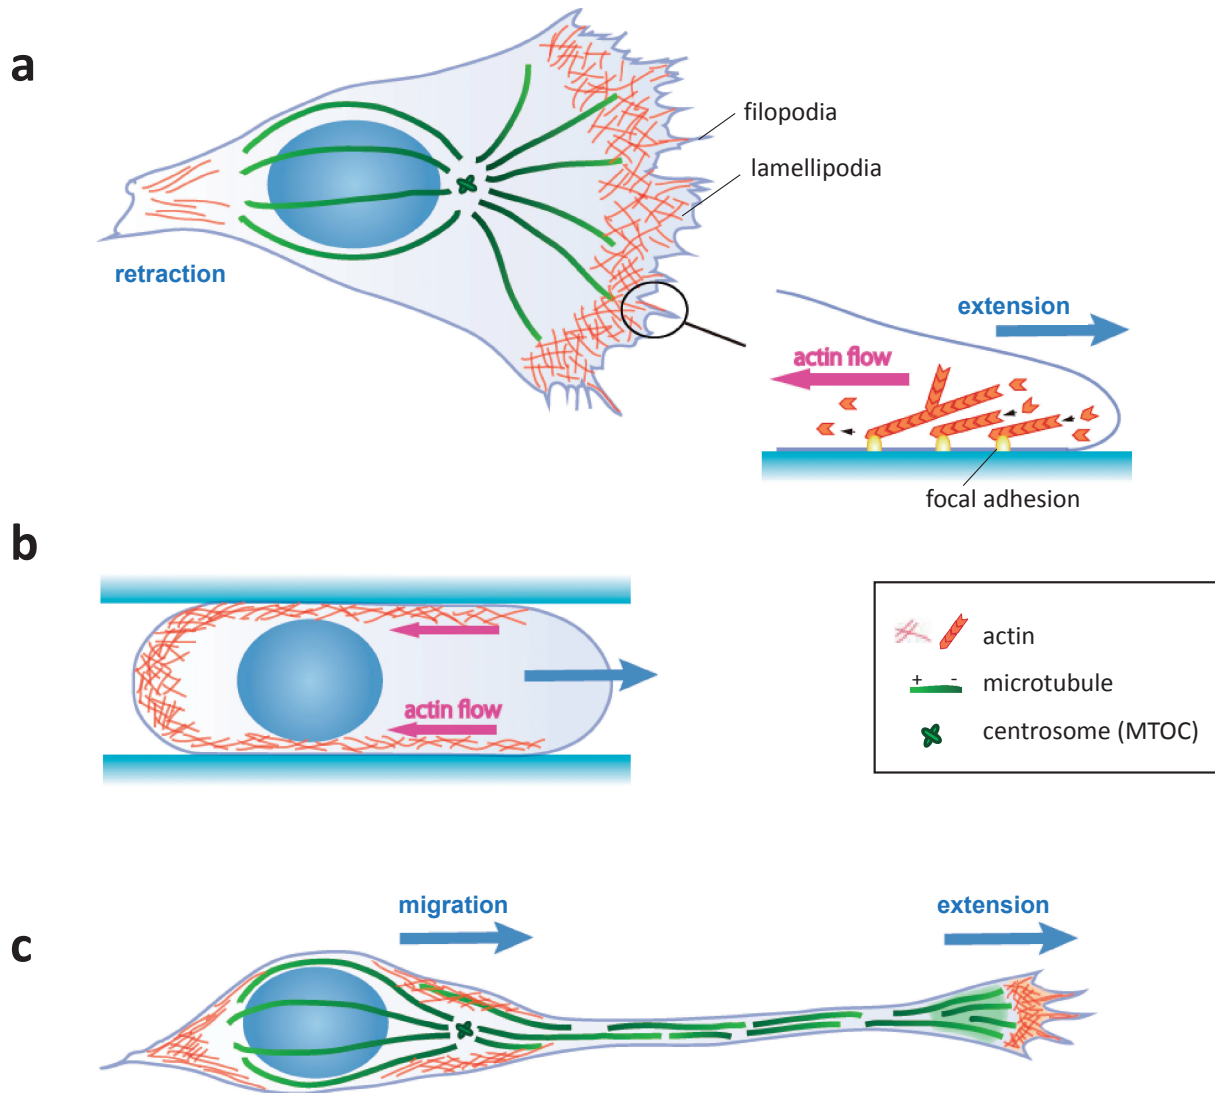 a
filopodia
lamellipodia
retraction
extension
actin flow
focal adhesion
b
actin flow
actin
+ -
microtubule
centrosome (MTOC)
c
migration
extension